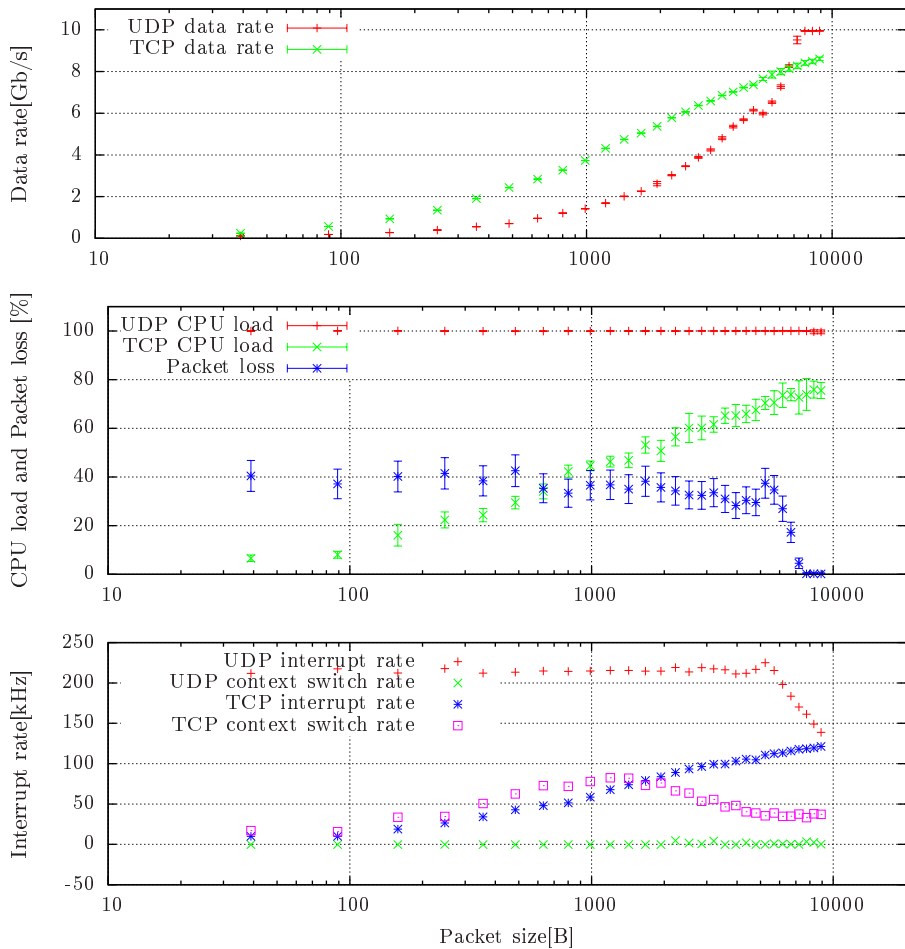 Data rate[Gb/s]
10
8
6
4
2
0
UDP data rate
TCP data rate
10
100
1000
10000
CPU load and Packet loss [%]
100
80
60
40
20
0
UDP CPU load
TCP CPU load
Packet loss
10
100
1000
10000
Interrupt rate[kHz]
250
200
150
100
50
0
-50
UDP interrupt rate
UDP context switch rate
TCP interrupt rate
TCP context switch rate
10
100
1000
10000
Packet size[B]